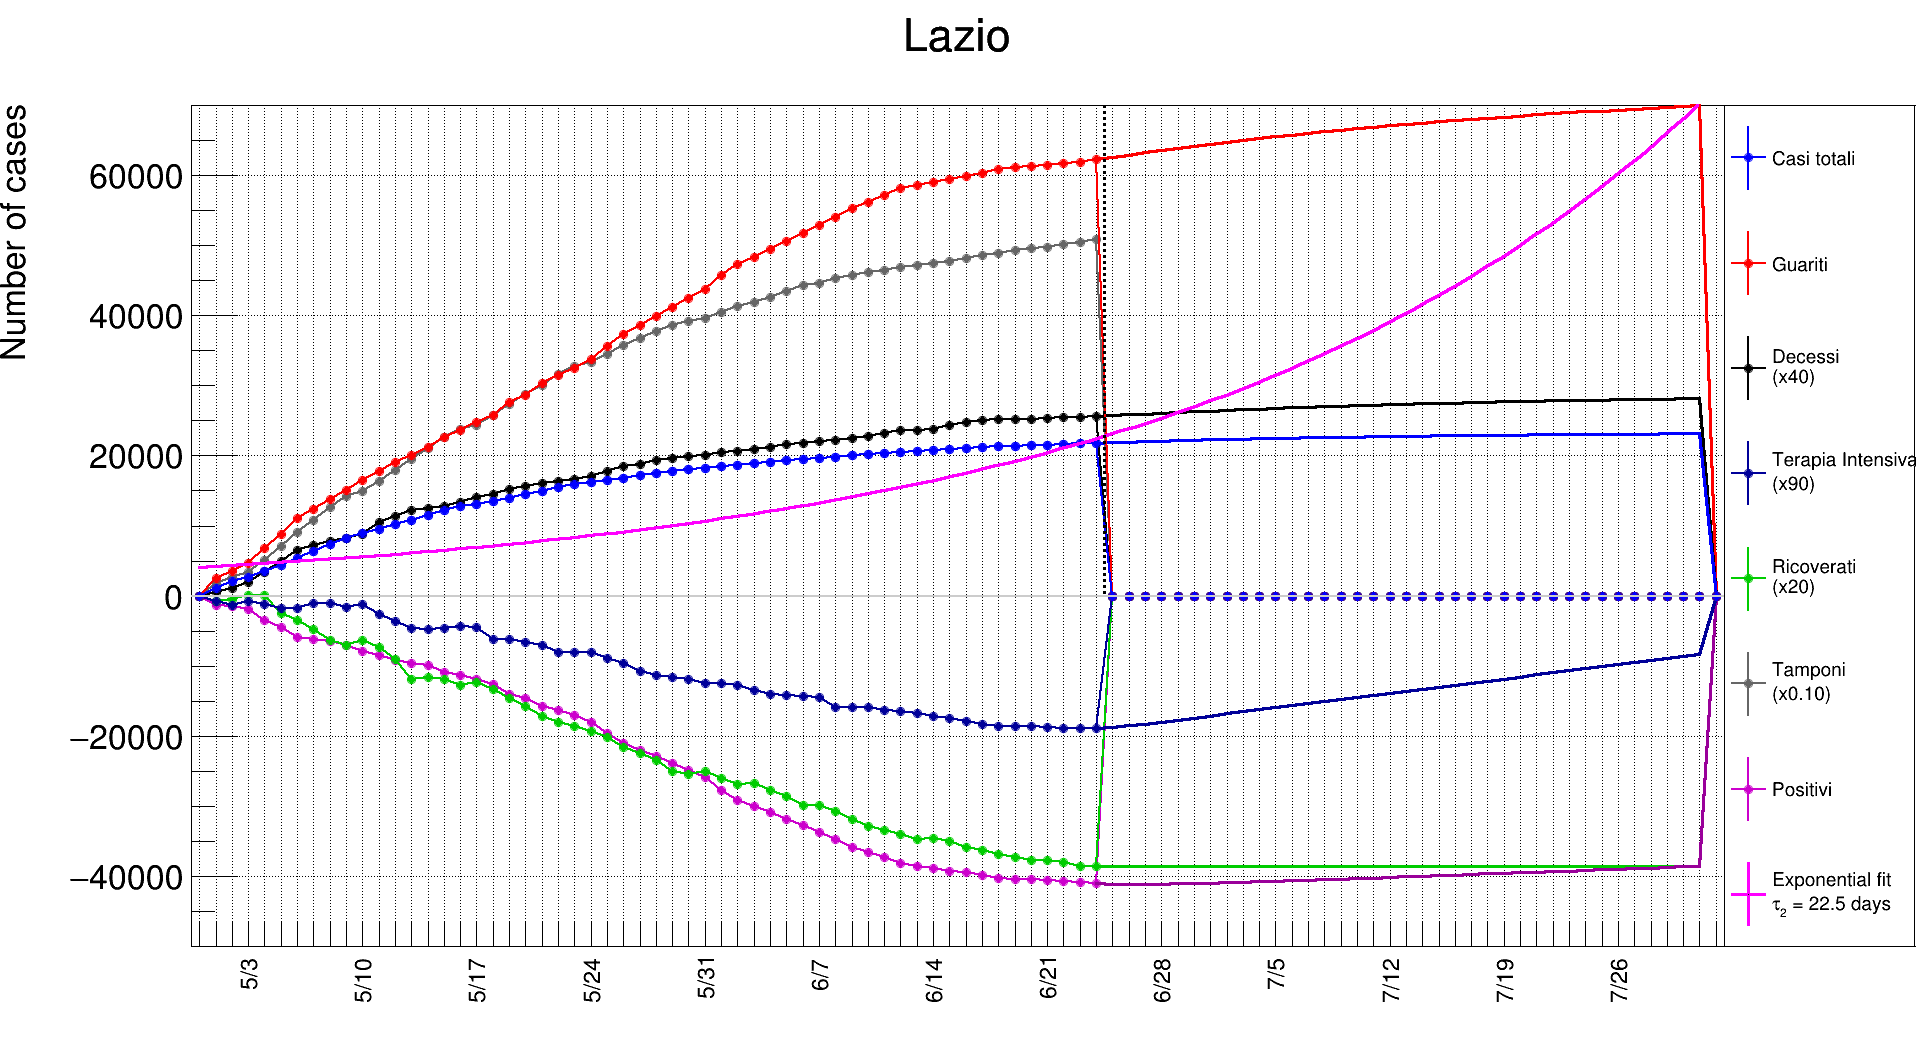 Lazio
Number of cases
60000
40000
20000
0
−20000
−40000
5/3
5/10
5/17
5/24
5/31
6/7
6/14
6/21
6/28
7/5
7/12
7/19
7/26
Casi totali
Guariti
Decessi
(x40)
Terapia Intensiva
(x90)
Ricoverati
(x20)
Tamponi
(x0.10)
Positivi
Exponential fit
τ2 = 22.5 days